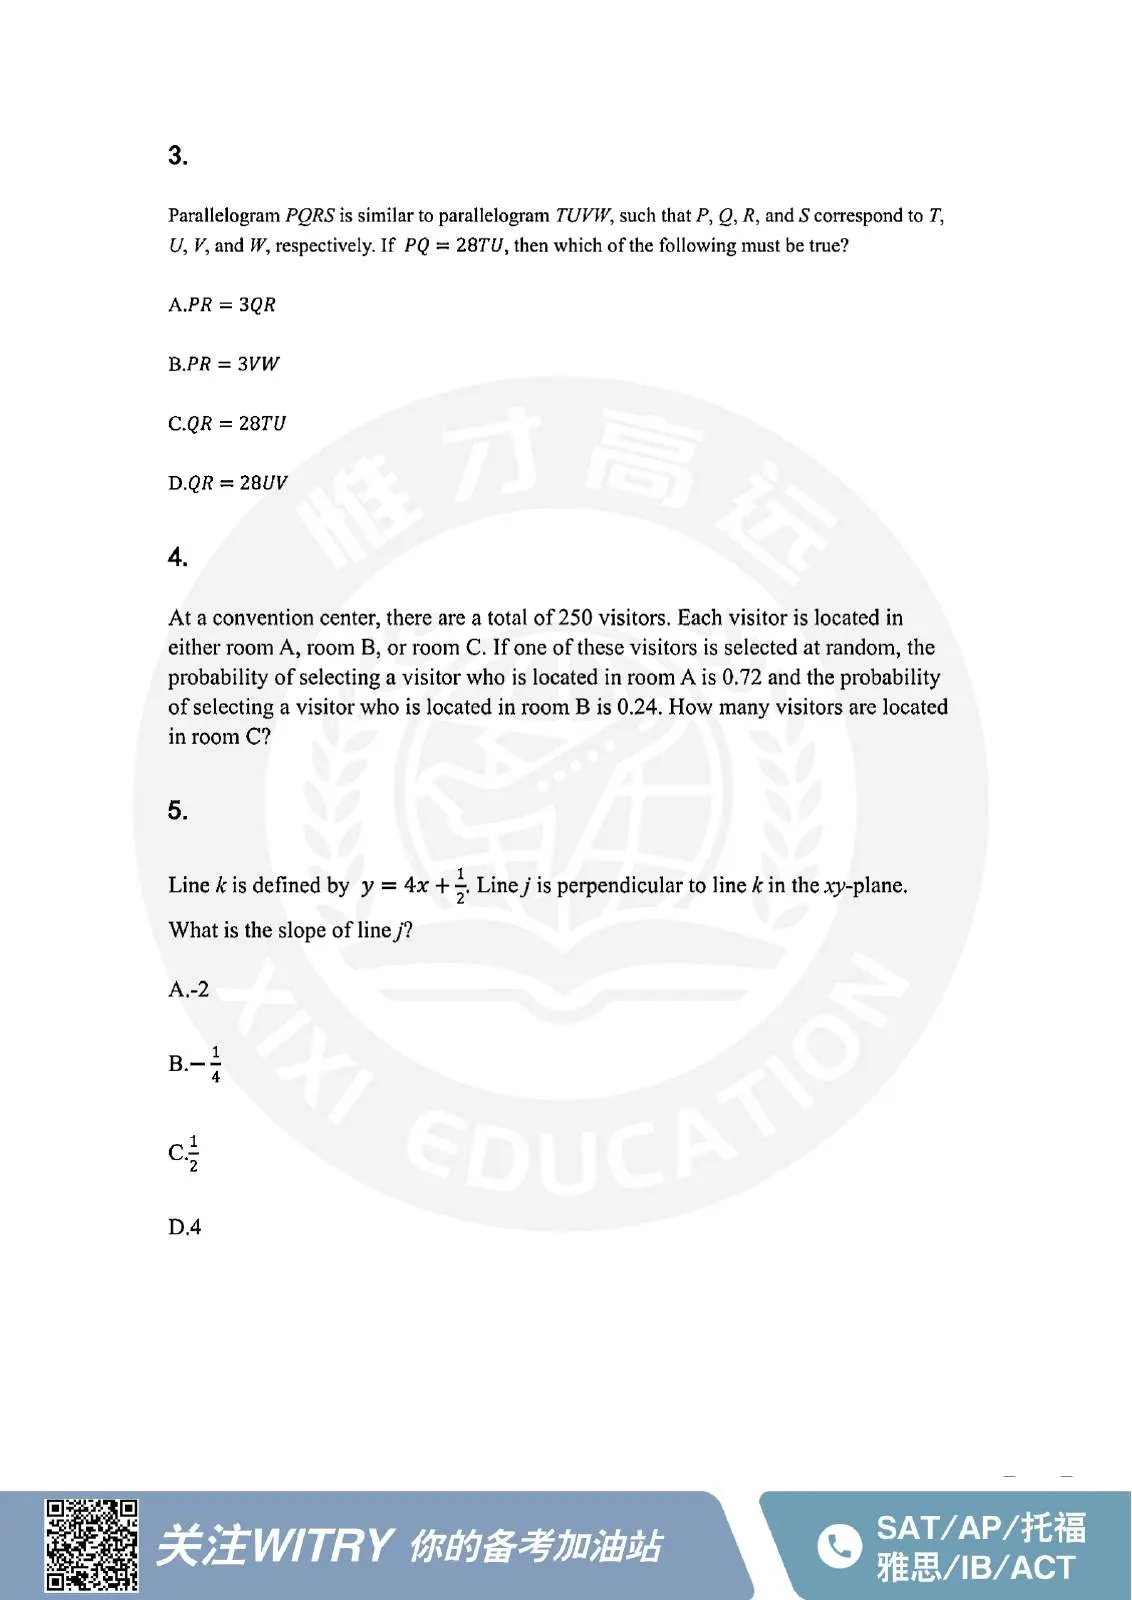 3.
Parallelogram PQRS is similar to parallelogram TUVW, such that P, Q, R, and S correspond to T,
U, V, and W, respectively. If PQ = 28TU, then which of the following must be true?
A.PR = 3QR
B.PR = 3VW
C.QR = 28TU
D.QR = 28UV
4.
At a convention center, there are a total of 250 visitors. Each visitor is located in
either room A, room B, or room C. If one of these visitors is selected at random, the
probability of selecting a visitor who is located in room A is 0.72 and the probability
of selecting a visitor who is located in room B is 0.24. How many visitors are located
in room C?
5.
Line k is defined by y = 4x + 1/2. Line j is perpendicular to line k in the xy-plane.
What is the slope of line j?
A.-2
B.− 1/4
C. 1/2
D.4
惟才高远
XIXI EDUCATION
关注WITRY 你的备考加油站
SAT/AP/托福
雅思/IB/ACT